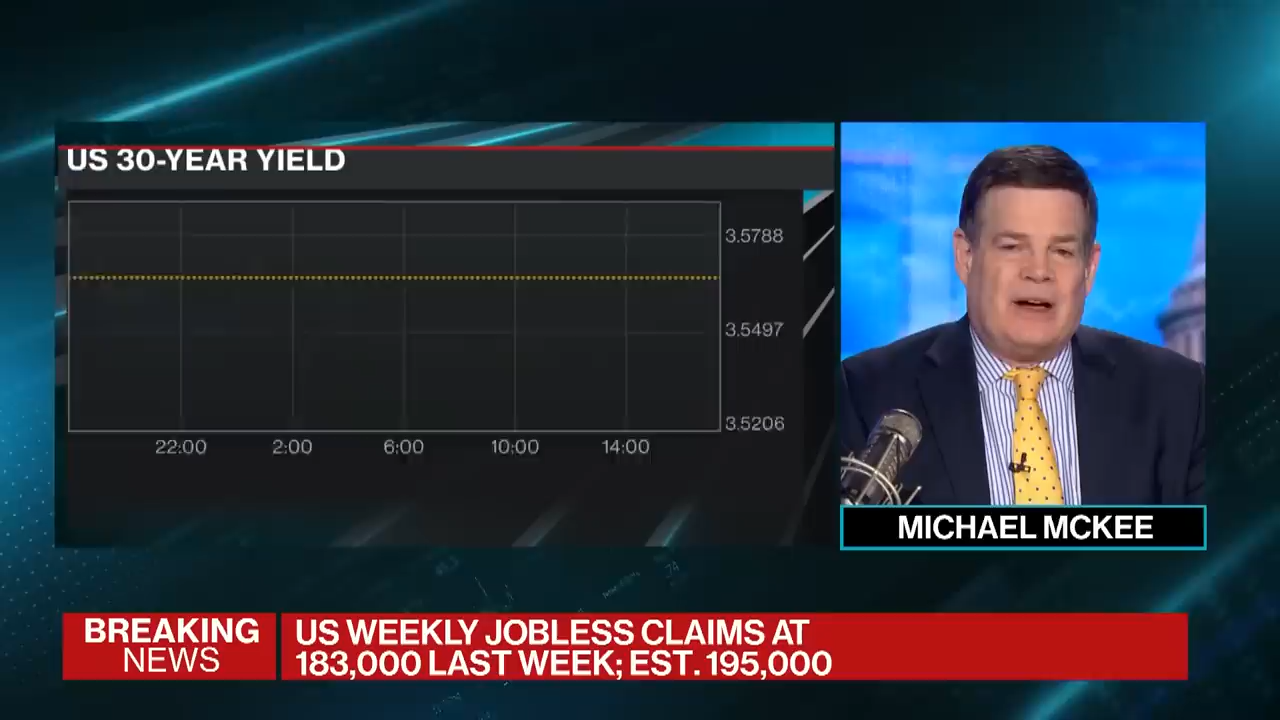 US 30-YEAR YIELD
3.5788
3.5497
3.5206
22:00 2:00 6:00 10:00 14:00
MICHAEL MCKEE
BREAKING
NEWS
US WEEKLY JOBLESS CLAIMS AT
183,000 LAST WEEK; EST. 195,000